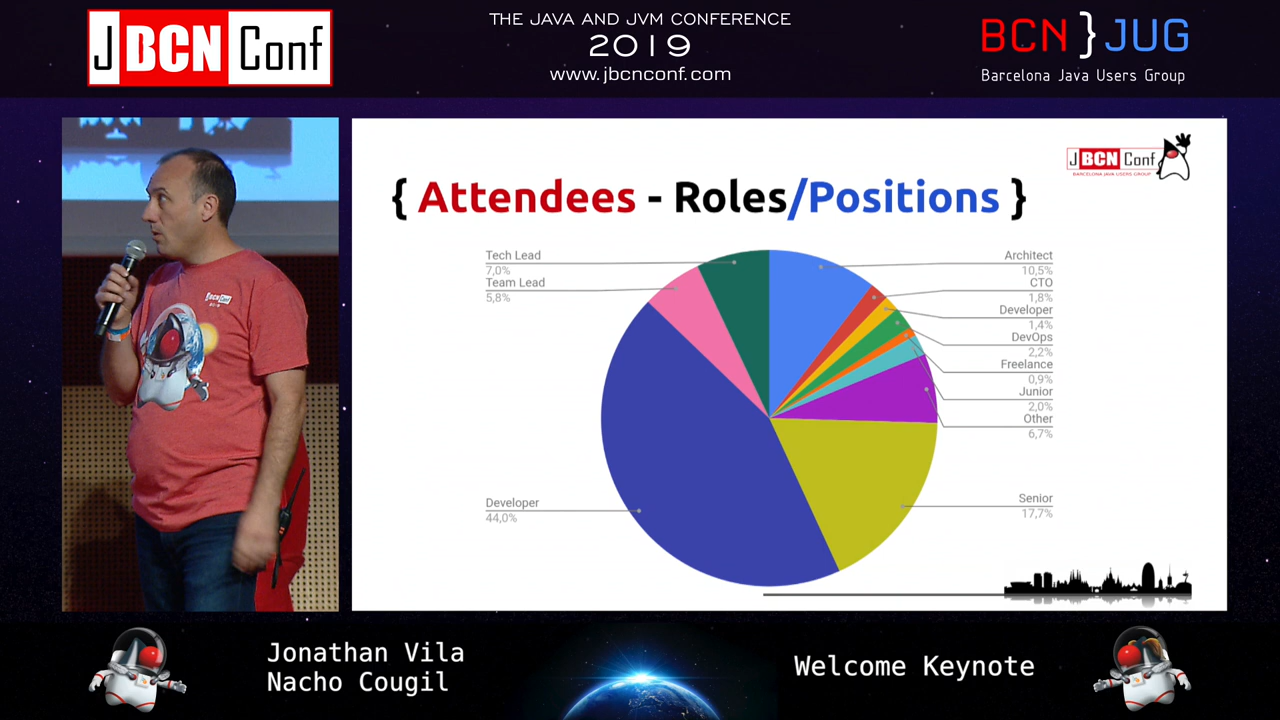 JBCNConf
THE JAVA AND JVM CONFERENCE
2019
www.jbcnconf.com
BCN}JUG
Barcelona Java Users Group
JBCNConf
BARCELONA JAVA USERS GROUP
{ Attendees - Roles/Positions }
Tech Lead
7,0%
Team Lead
5,8%
Developer
44,0%
Architect
10,5%
CTO
1,8%
Developer
1,4%
DevOps
2,2%
Freelance
0,9%
Junior
2,0%
Other
6,7%
Senior
17,7%
JBCNConf
Jonathan Vila
Nacho Cougil
Welcome Keynote